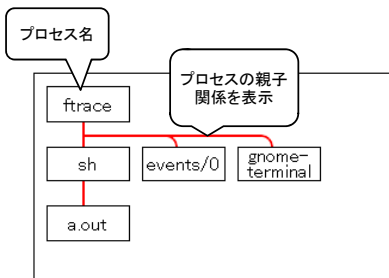 プロセス名
プロセスの親子
関係を表示
ftrace
sh
events/0
gnome-
terminal
a.out